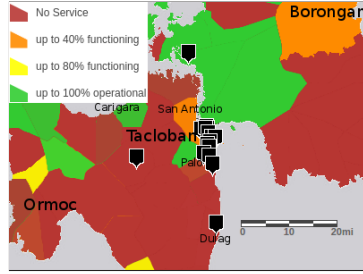 No Service
up to 40% functioning
up to 80% functioning
up to 100% operational
Borongan
Carigara
San Antonio
Tacloban
Palo
Ormoc
Dulag
0 10 20mi